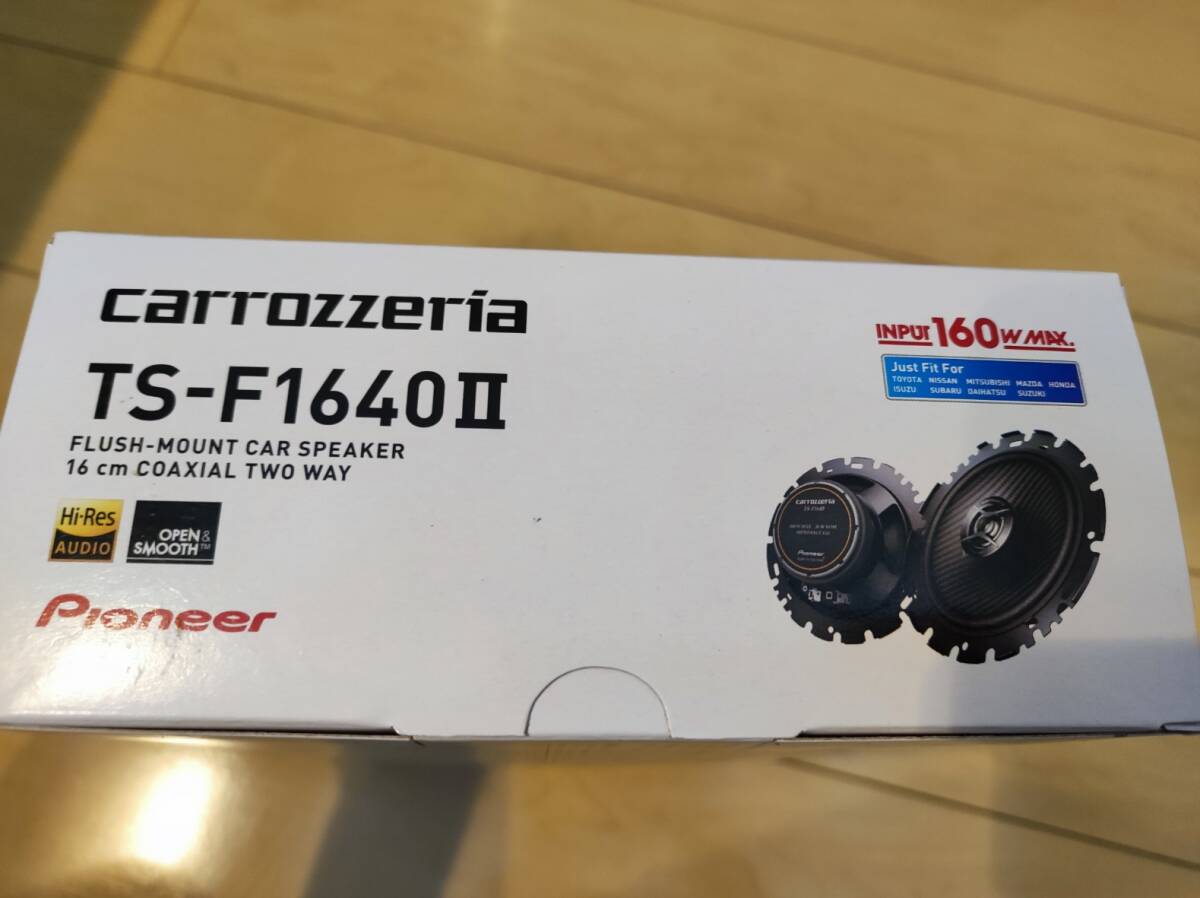 carrozzeria
TS-F1640II
FLUSH-MOUNT CAR SPEAKER
16 cm COAXIAL TWO WAY
Hi-Res
AUDIO
OPEN&
SMOOTH™
Pioneer
INPUT 160W MAX.
Just Fit For
TOYOTA NISSAN MITSUBISHI MAZDA HONDA
ISUZU SUBARU DAIHATSU SUZUKI
carrozzeria
Pioneer